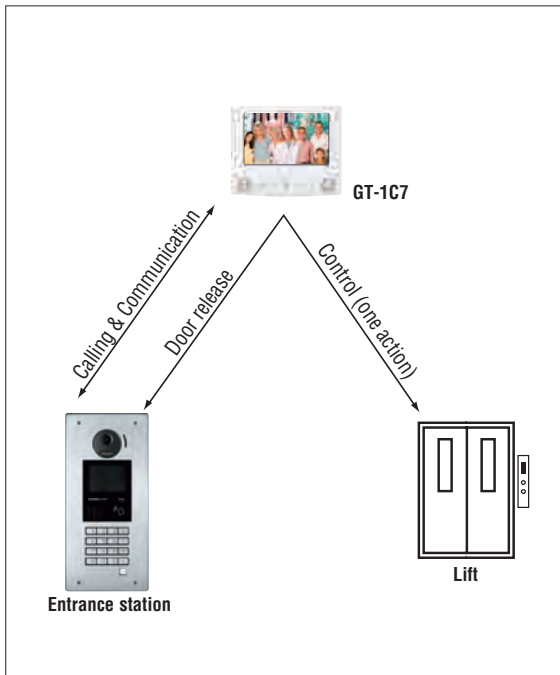 GT-1C7
Calling & Communication
Door release
Control (one action)
Entrance station
Lift